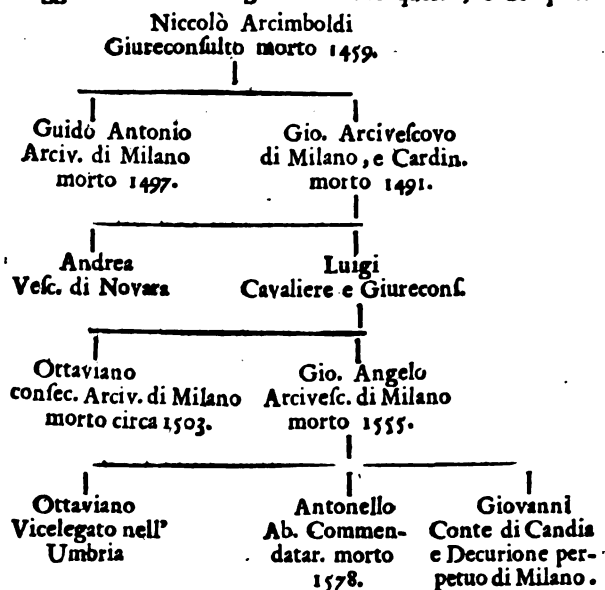 Niccolò Arcimboldi
Giureconſulto morto 1459.
Guido Antonio
Arciv. di Milano
morto 1497.
Gio. Arciveſcovo
di Milano, e Cardin.
morto 1491.
Andrea
Veſc. di Novara
Luigi
Cavaliere e Giureconſ.
Ottaviano
conſec. Arciv. di Milano
morto circa 1503.
Gio. Angelo
Arciveſc. di Milano
morto 1555.
Ottaviano
Vicelegato nell'
Umbria
Antonello
Ab. Commen-
datar. morto
1578.
Giovanni
Conte di Candia
e Decurione per-
petuo di Milano.